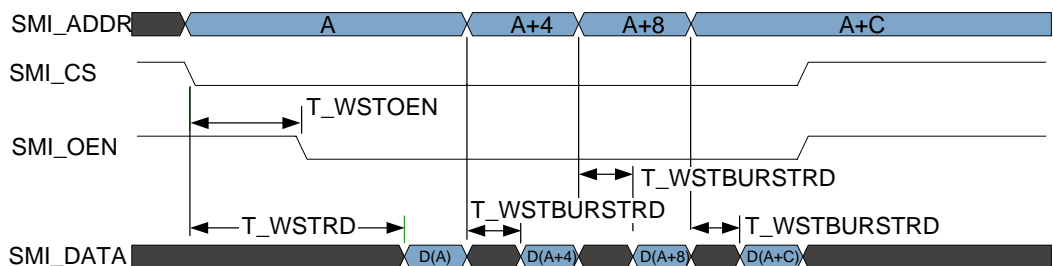 SMI_ADDR A A+4 A+8 A+C
SMI_CS
T_WSTOEN
SMI_OEN
T_WSTBURSTRD
T_WSTBURSTRD
T_WSTRD T_WSTBURSTRD
SMI_DATA D(A) D(A+4) D(A+8) D(A+C)